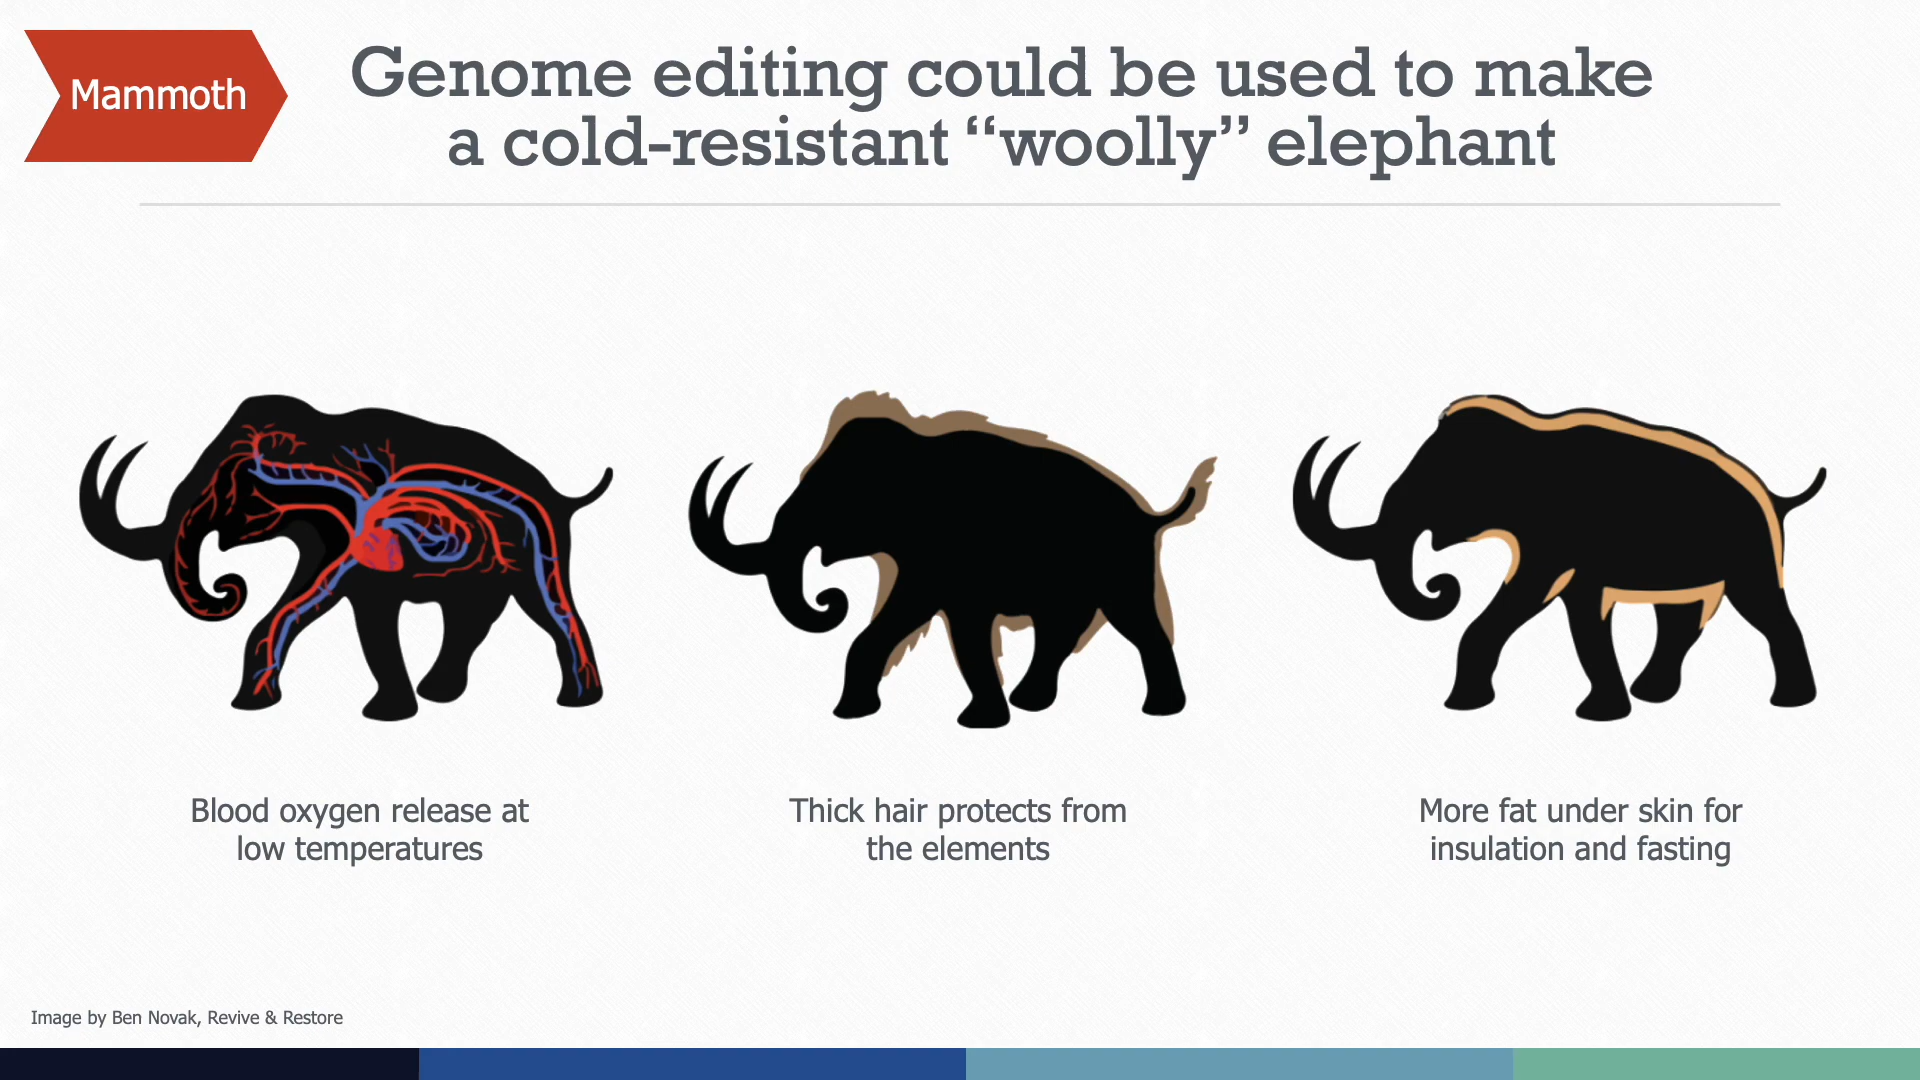 Mammoth
Genome editing could be used to make
a cold-resistant “woolly” elephant
Blood oxygen release at
low temperatures
Thick hair protects from
the elements
More fat under skin for
insulation and fasting
Image by Ben Novak, Revive & Restore